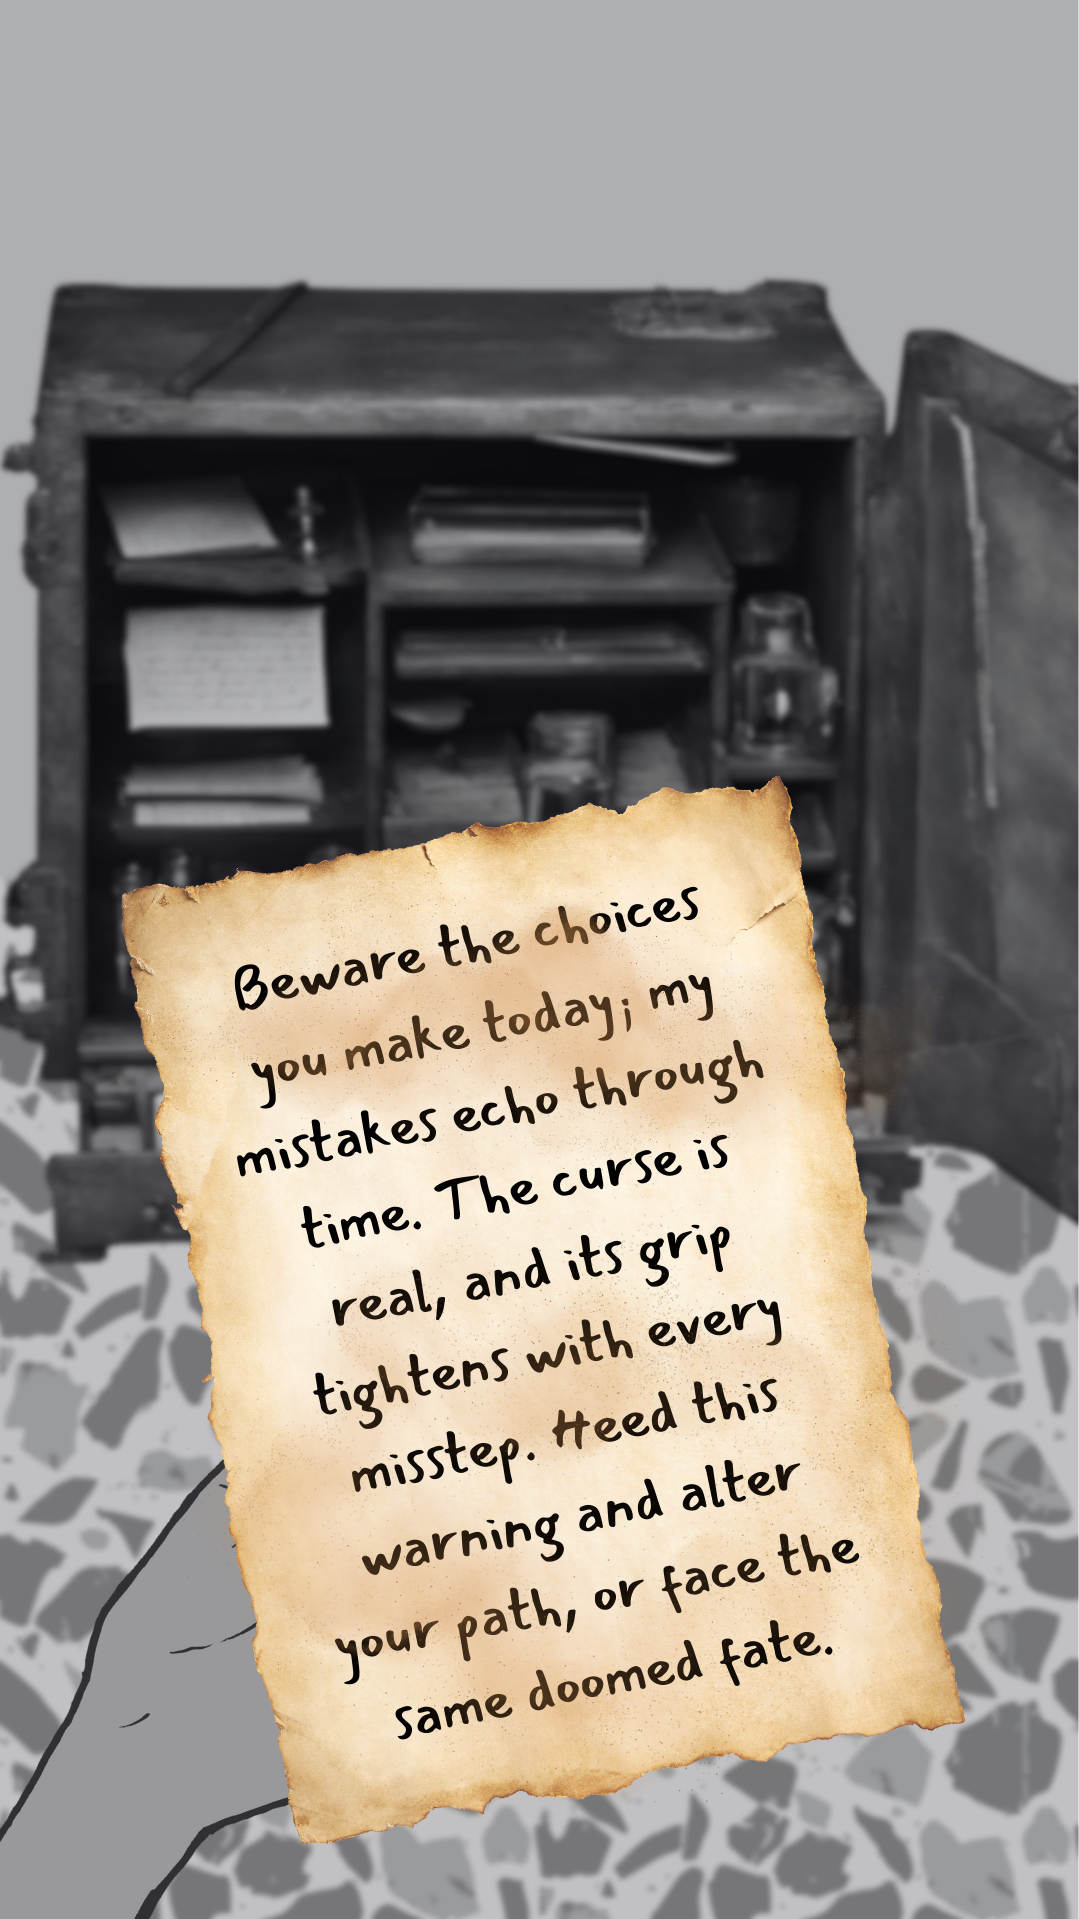 Beware the choices
you make today; my
mistakes echo through
time. The curse is
real, and its grip
tightens with every
misstep. Heed this
warning and alter
your path, or face the
same doomed fate.